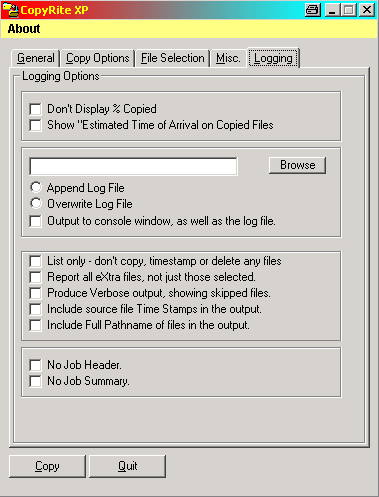 CopyRite XP
About
General Copy Options File Selection Misc. Logging
Logging Options
Don't Display % Copied
Show "Estimated Time of Arrival on Copied Files
Browse
Append Log File
Overwrite Log File
Output to console window, as well as the log file.
List only - don't copy, timestamp or delete any files
Report all eXtra files, not just those selected.
Produce Verbose output, showing skipped files.
Include source file Time Stamps in the output.
Include Full Pathname of files in the output.
No Job Header.
No Job Summary.
Copy Quit